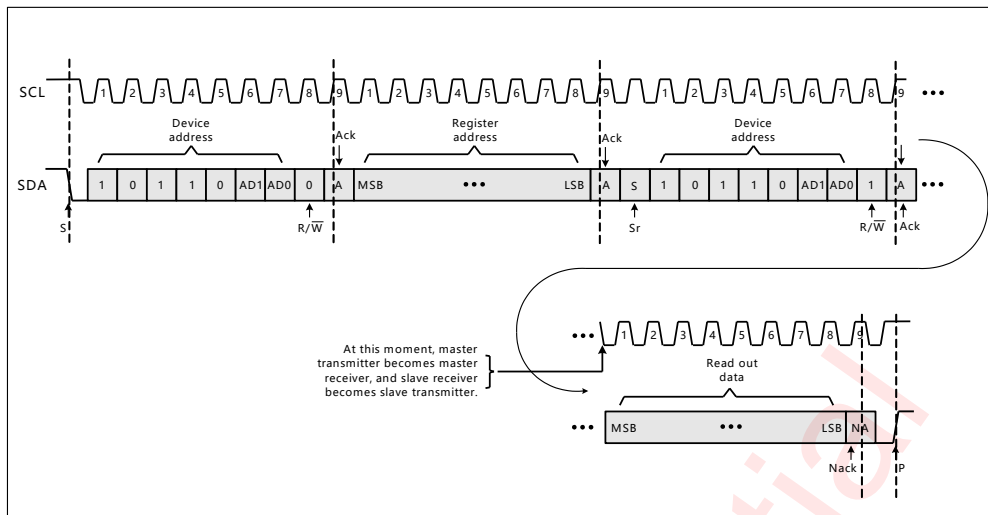 SCL 1 2 3 4 5 6 7 8 9 1 2 3 4 5 6 7 8 9 1 2 3 4 5 6 7 8 9 •••
Device address
Ack
Register address
Ack
Device address
SDA 1 0 1 1 0 AD1 AD0 0 A MSB ••• LSB A S 1 0 1 1 0 AD1 AD0 1 A •••
S
R/W̅
Sr
R/W̅
Ack
••• 1 2 3 4 5 6 7 8 9
At this moment, master
transmitter becomes master
receiver, and slave receiver
becomes slave transmitter.
Read out
data
••• MSB ••• LSB NA
Nack
P
tial